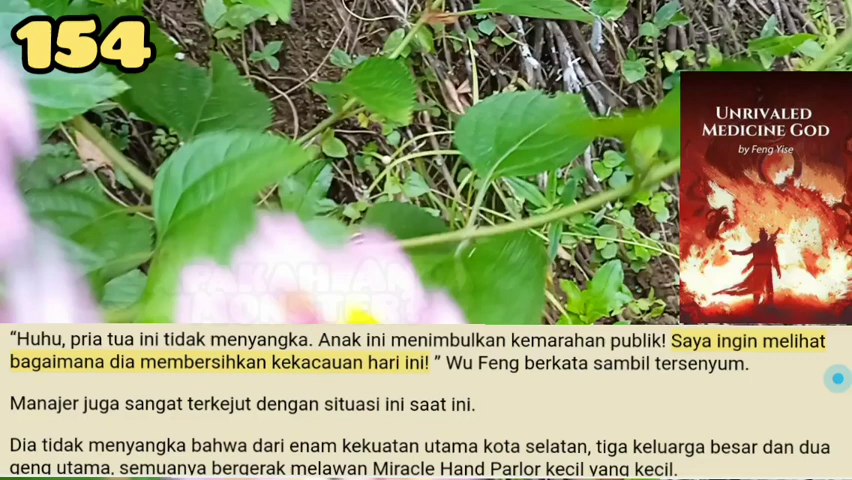 154
UNRIVALED
MEDICINE GOD
by Feng Yise
APAKAH ANDA
MONSTER
“Huhu, pria tua ini tidak menyangka. Anak ini menimbulkan kemarahan publik! Saya ingin melihat
bagaimana dia membersihkan kekacauan hari ini! ” Wu Feng berkata sambil tersenyum.
Manajer juga sangat terkejut dengan situasi ini saat ini.
Dia tidak menyangka bahwa dari enam kekuatan utama kota selatan, tiga keluarga besar dan dua
geng utama, semuanya bergerak melawan Miracle Hand Parlor kecil yang kecil.